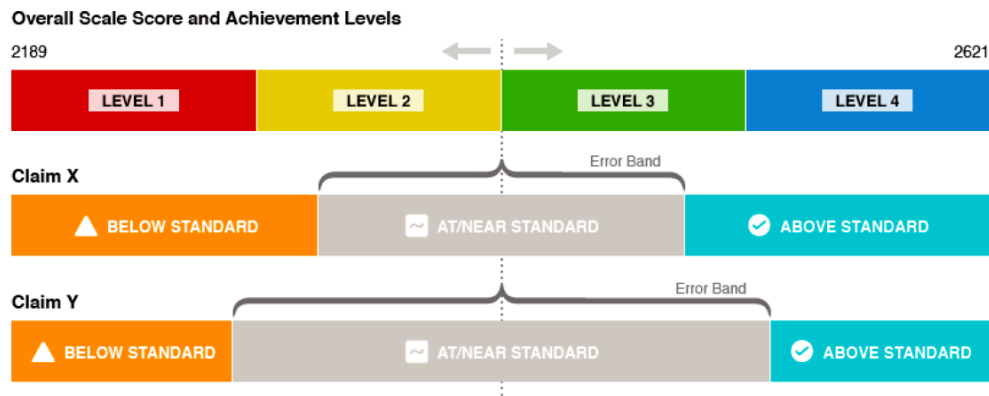 Overall Scale Score and Achievement Levels
2189 2621
LEVEL 1 LEVEL 2 LEVEL 3 LEVEL 4
Error Band
Claim X
BELOW STANDARD AT/NEAR STANDARD ABOVE STANDARD
Error Band
Claim Y
BELOW STANDARD AT/NEAR STANDARD ABOVE STANDARD